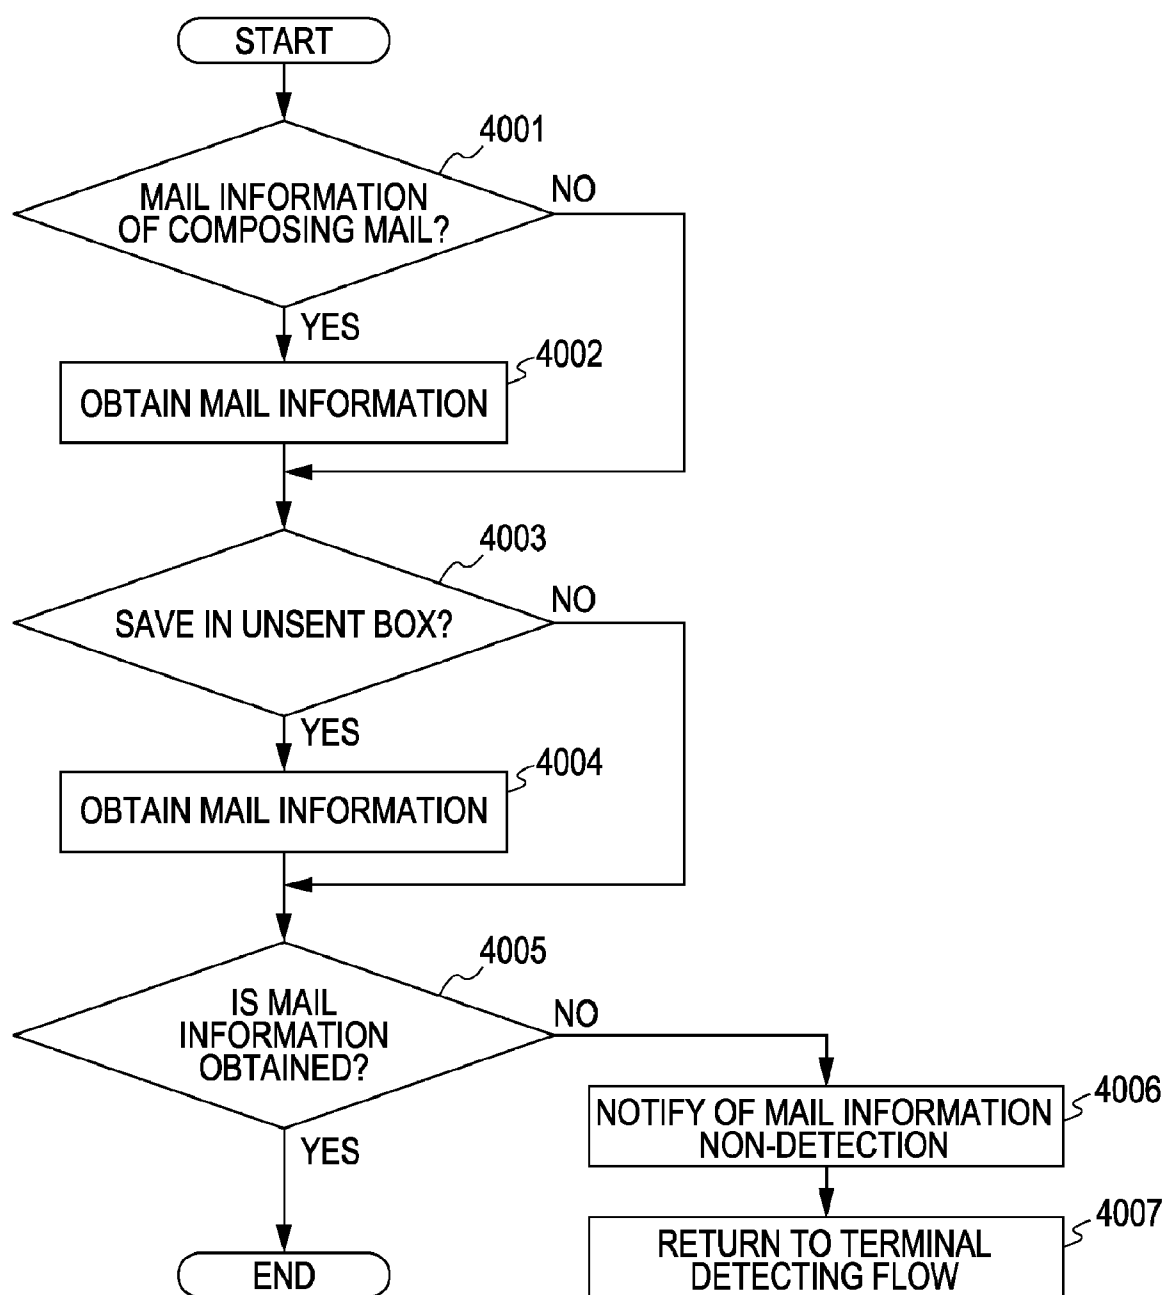 START
4001
MAIL INFORMATION
OF COMPOSING MAIL?
NO
YES
4002
OBTAIN MAIL INFORMATION
4003
SAVE IN UNSENT BOX?
NO
YES
4004
OBTAIN MAIL INFORMATION
4005
IS MAIL
INFORMATION
OBTAINED?
NO
YES
4006
NOTIFY OF MAIL INFORMATION
NON-DETECTION
4007
RETURN TO TERMINAL
DETECTING FLOW
END